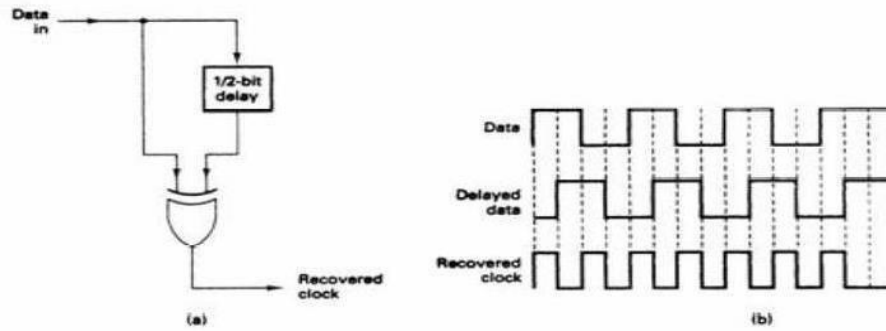 Data
in
1/2-bit
delay
Recovered
clock
(a)
Data
Delayed
data
Recovered
clock
(b)